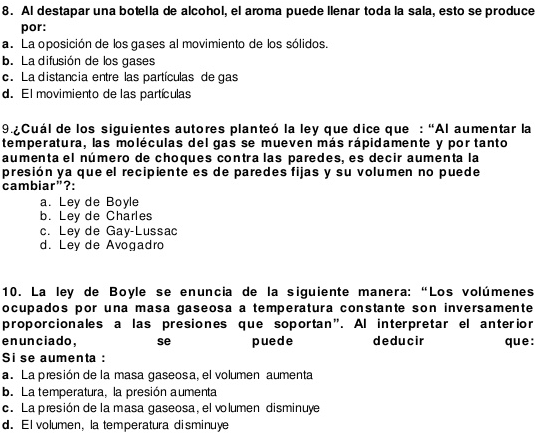 8. Al destapar una botella de alcohol, el aroma puede llenar toda la sala, esto se produce
por:
a. La oposición de los gases al movimiento de los sólidos.
b. La difusión de los gases
c. La distancia entre las partículas de gas
d. El movimiento de las partículas
9.¿Cuál de los siguientes autores planteó la ley que dice que : “Al aumentar la
temperatura, las moléculas del gas se mueven más rápidamente y por tanto
aumenta el número de choques contra las paredes, es decir aumenta la
presión ya que el recipiente es de paredes fijas y su volumen no puede
cambiar”?:
a. Ley de Boyle
b. Ley de Charles
c. Ley de Gay-Lussac
d. Ley de Avogadro
10. La ley de Boyle se enuncia de la siguiente manera: “Los volúmenes
ocupados por una masa gaseosa a temperatura constante son inversamente
proporcionales a las presiones que soportan”. Al interpretar el anterior
enunciado, se puede deducir que:
Si se aumenta :
a. La presión de la masa gaseosa, el volumen aumenta
b. La temperatura, la presión aumenta
c. La presión de la masa gaseosa, el volumen disminuye
d. El volumen, la temperatura disminuye